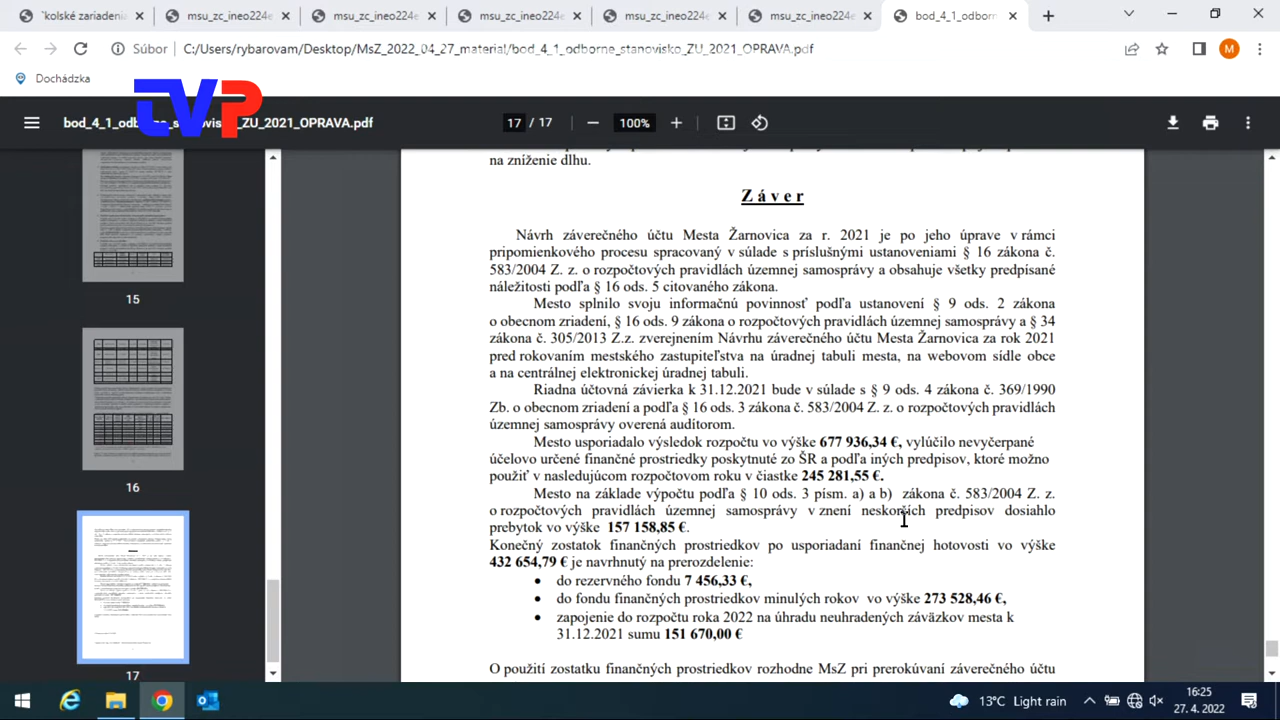 'kolské zariadenia
msu_zc_ineo224e
msu_zc_ineo224e
msu_zc_ineo224e
msu_zc_ineo224e
msu_zc_ineo224e
bod_4_1_odborn
Súbor
C:/Users/rybarovam/Desktop/MsZ_2022_04_27_material/bod_4_1_odborne_stanovisko_ZU_2021_OPRAVA.pdf
M
Dochádzka
TVP
bod_4_1_odborne_stanovisko_ZU_2021_OPRAVA.pdf
17 / 17
100%
na zníženie dlhu.
Z á v e r
Návrh záverečného účtu Mesta Žarnovica za r. 2021 je po jeho úprave v rámci
pripomienkového procesu spracovaný v súlade s príslušnými ustanoveniami § 16 zákona č.
583/2004 Z. z. o rozpočtových pravidlách územnej samosprávy a obsahuje všetky predpísané
náležitosti podľa § 16 ods. 5 citovaného zákona.
Mesto splnilo svoju informačnú povinnosť podľa ustanovení § 9 ods. 2 zákona
o obecnom zriadení, § 16 ods. 9 zákona o rozpočtových pravidlách územnej samosprávy a § 34
zákona č. 305/2013 Z.z. zverejnením Návrhu záverečného účtu Mesta Žarnovica za rok 2021
pred rokovaním mestského zastupiteľstva na úradnej tabuli mesta, na webovom sídle obce
a na centrálnej elektronickej úradnej tabuli.
Riadna účtovná závierka k 31.12.2021 bude v súlade s § 9 ods. 4 zákona č. 369/1990
Zb. o obecnom zriadení a podľa § 16 ods. 3 zákona č. 583/2004 Z. z. o rozpočtových pravidlách
územnej samosprávy overená audítorom.
Mesto usporiadalo výsledok rozpočtu vo výške 677 936,34 €, vylúčilo nevyčerpané
účelovo určené finančné prostriedky poskytnuté zo ŠR a podľa iných predpisov, ktoré možno
použiť v nasledujúcom rozpočtovom roku v čiastke 245 281,55 €.
Mesto na základe výpočtu podľa § 10 ods. 3 písm. a) a b) zákona č. 583/2004 Z. z.
o rozpočtových pravidlách územnej samosprávy v znení neskorších predpisov dosiahlo
prebytok vo výške 157 158,85 €.
Konečný zostatok finančných prostriedkov po usporiadaní finančnej hotovosti vo výške
432 654,79 € je navrhnutý na prerozdelenie:
• do rezervného fondu 7 456,33 €,
• do fondu finančných prostriedkov minulých rokov vo výške 273 528,46 €,
• zapojenie do rozpočtu roka 2022 na úhradu neuhradených záväzkov mesta k
31.12.2021 sumu 151 670,00 €
O použití zostatku finančných prostriedkov rozhodne MsZ pri prerokúvaní záverečného účtu
15
16
17
13°C Light rain
16:25
27. 4. 2022